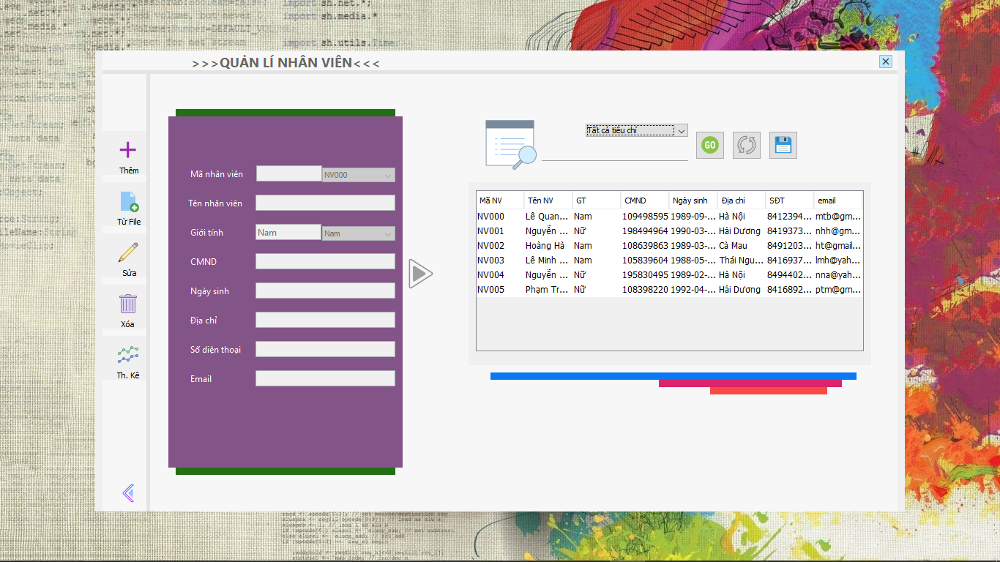 import sh.net.*;
import sh.media.*
import sh.utils.Time
>>>QUẢN LÍ NHÂN VIÊN<<<
Thêm
Từ File
Sửa
Xóa
Th. Kê
Mã nhân viên
NV000
Tên nhân viên
Giới tính
Nam
Nam
CMND
Ngày sinh
Địa chỉ
Số diện thoại
Email
Tất cả tiêu chí
GO
Mã NV Tên NV GT CMND Ngày sinh Địa chỉ SĐT email
NV000 Lê Quan... Nam 109498595 1989-09-... Hà Nội 8412394... mtb@gm...
NV001 Nguyễn ... Nữ 198494964 1990-03-... Hải Dương 8419373... nhh@gm...
NV002 Hoàng Hà Nam 108639863 1989-03-... Cà Mau 8491203... ht@gmail...
NV003 Lê Minh ... Nam 105839604 1988-05-... Thái Ngu... 8416937... lmh@yah...
NV004 Nguyễn ... Nữ 195830495 1989-02-... Hà Nội 8494402... nna@yah...
NV005 Phạm Tr... Nữ 108398220 1992-04-... Hải Dương 8416892... ptm@gm...